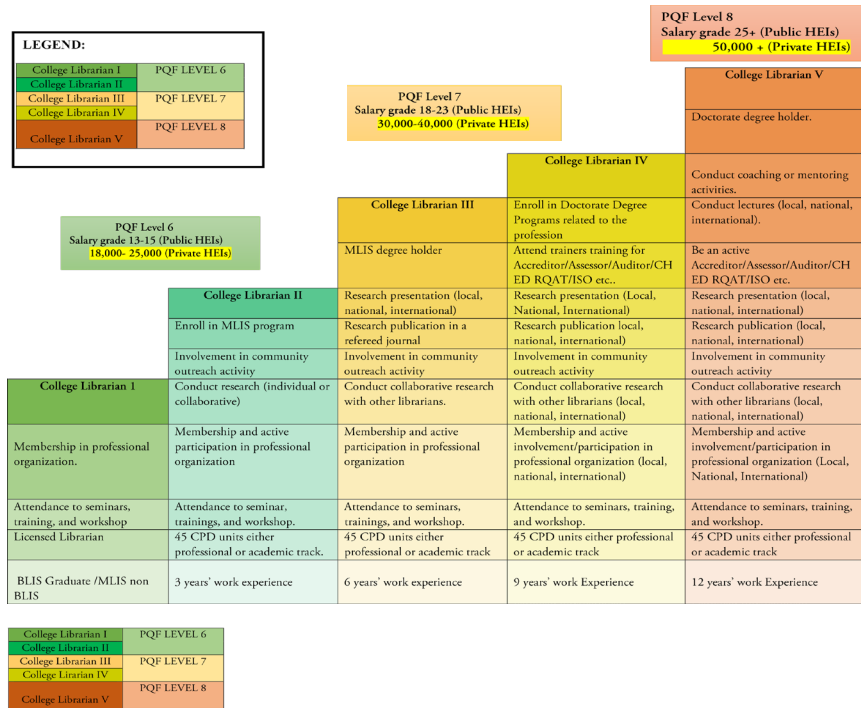 LEGEND:
College Librarian I
PQF LEVEL 6
College Librarian II
College Librarian III
PQF LEVEL 7
College Librarian IV
PQF LEVEL 8
College Librarian V
PQF Level 8
Salary grade 25+ (Public HEIs)
50,000 + (Private HEIs)
PQF Level 7
Salary grade 18-23 (Public HEIs)
30,000-40,000 (Private HEIs)
PQF Level 6
Salary grade 13-15 (Public HEIs)
18,000- 25,000 (Private HEIs)
College Librarian 1
Membership in professional
organization.
Attendance to seminars,
training, and workshop
Licensed Librarian
BLIS Graduate /MLIS non
BLIS
College Librarian II
Enroll in MLIS program
Involvement in community
outreach activity
Conduct research (individual or
collaborative)
Membership and active
participation in professional
organization
Attendance to seminar,
trainings, and workshop.
45 CPD units either
professional or academic track.
3 years' work experience
College Librarian III
MLIS degree holder
Research presentation (local,
national, international)
Research publication in a
refereed journal
Involvement in community
outreach activity
Conduct collaborative research
with other librarians.
Membership and active
participation in professional
organization
Attendance to seminars,
trainings, and workshop.
45 CPD units either
professional or academic track
6 years' work experience
College Librarian IV
Enroll in Doctorate Degree
Programs related to the
profession
Attend trainers training for
Accreditor/Assessor/Auditor/CH
ED RQAT/ISO etc..
Research presentation (Local,
National, International)
Research publication local,
national, international)
Involvement in community
outreach activity
Conduct collaborative research
with other librarians (local,
national, international)
Membership and active
involvement/participation in
professional organization (local,
national, international)
Attendance to seminars, training,
and workshop.
45 CPD units either professional
or academic track
9 years' work Experience
College Librarian V
Doctorate degree holder.
Conduct coaching or mentoring
activities.
Conduct lectures (local, national,
international).
Be an active
Accreditor/Assessor/Auditor/CH
ED RQAT/ISO etc.
Research presentation (local,
national, international)
Research publication (local,
national, international)
Involvement in community
outreach activity
Conduct collaborative research
with other librarians (local,
national, international)
Membership and active
involvement/participation in
professional organization (Local,
National, International)
Attendance to seminars, training,
and workshop.
45 CPD units either professional
or academic track
12 years' work Experience
College Librarian I
PQF LEVEL 6
College Librarian II
College Librarian III
PQF LEVEL 7
College Lirarian IV
PQF LEVEL 8
College Librarian V